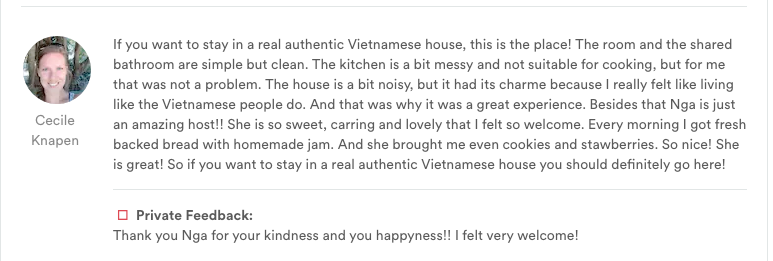 If you want to stay in a real authentic Vietnamese house, this is the place! The room and the shared
bathroom are simple but clean. The kitchen is a bit messy and not suitable for cooking, but for me
that was not a problem. The house is a bit noisy, but it had its charme because I really felt like living
like the Vietnamese people do. And that was why it was a great experience. Besides that Nga is just
an amazing host!! She is so sweet, carring and lovely that I felt so welcome. Every morning I got fresh
backed bread with homemade jam. And she brought me even cookies and stawberries. So nice! She
is great! So if you want to stay in a real authentic Vietnamese house you should definitely go here!
Cecile
Knapen
Private Feedback:
Thank you Nga for your kindness and you happyness!! I felt very welcome!